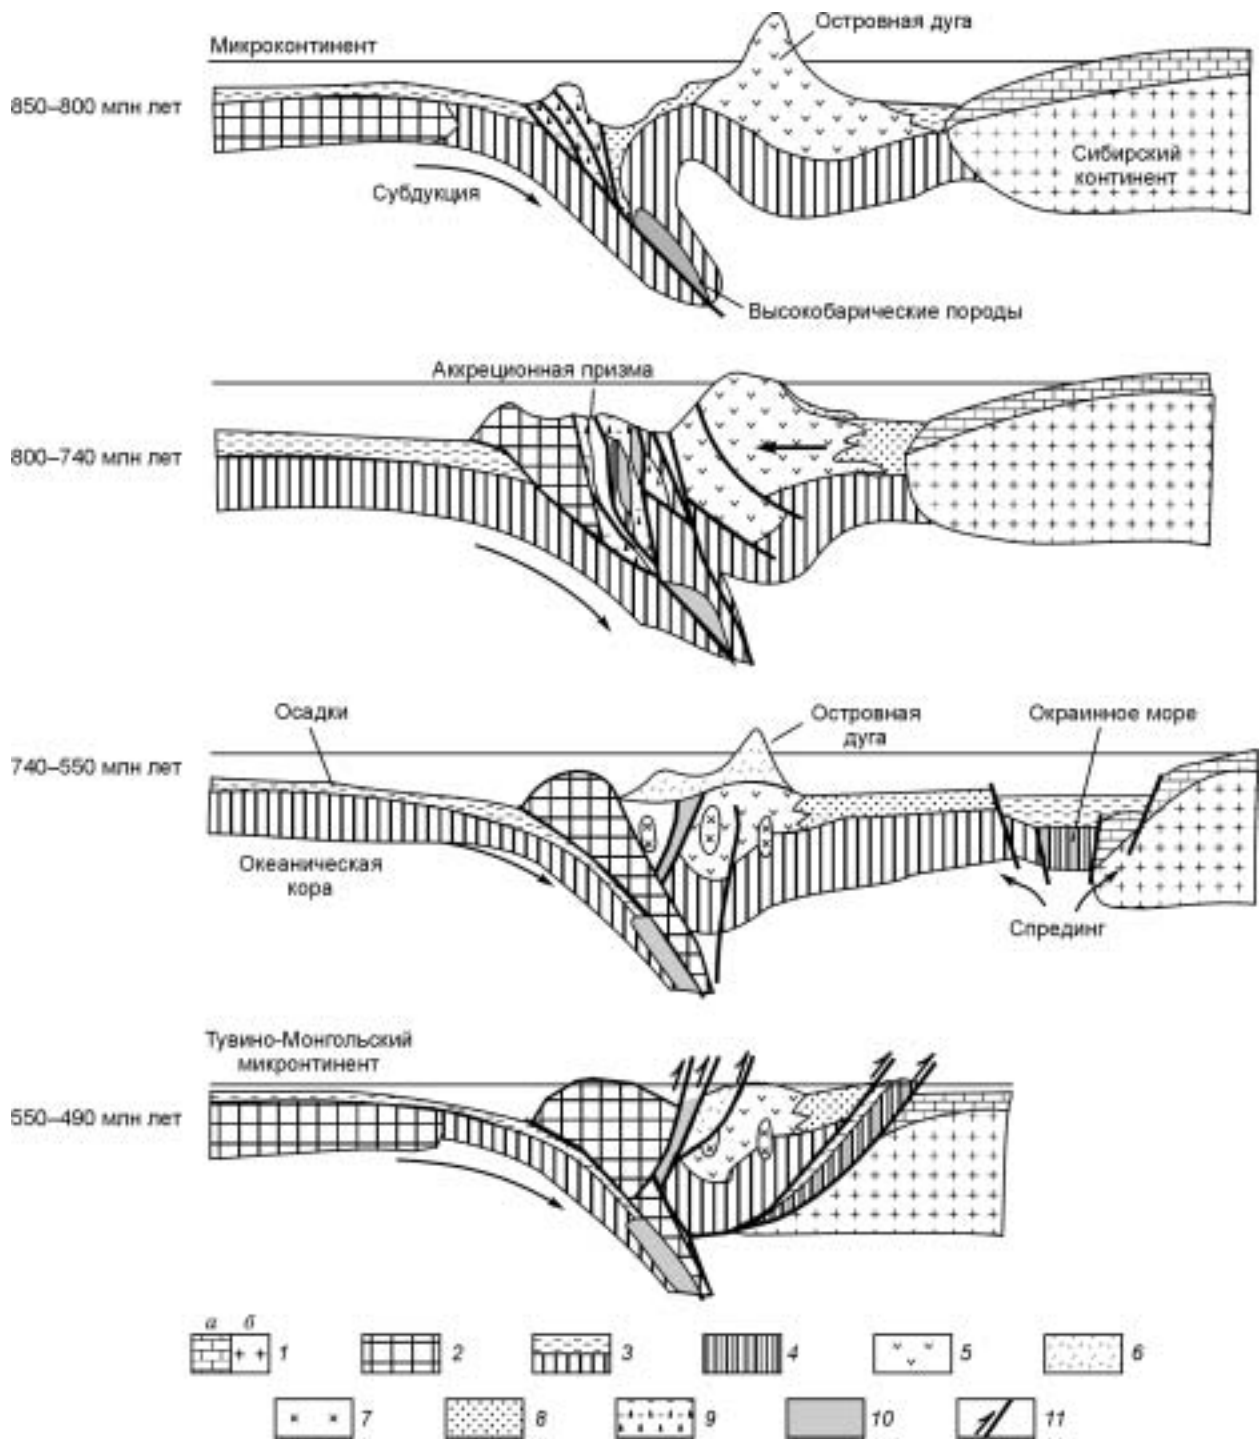 Островная дуга
Микроконтинент
850–800 млн лет
Сибирский
континент
Субдукция
Высокобарические породы
Аккреционная призма
800–740 млн лет
Осадки
Островная
дуга
Окраинное море
740–550 млн лет
Океаническая
кора
Спрединг
Тувино-Монгольский
микронтинент
550–490 млн лет
а б
1 2 3 4 5 6
7 8 9 10 11